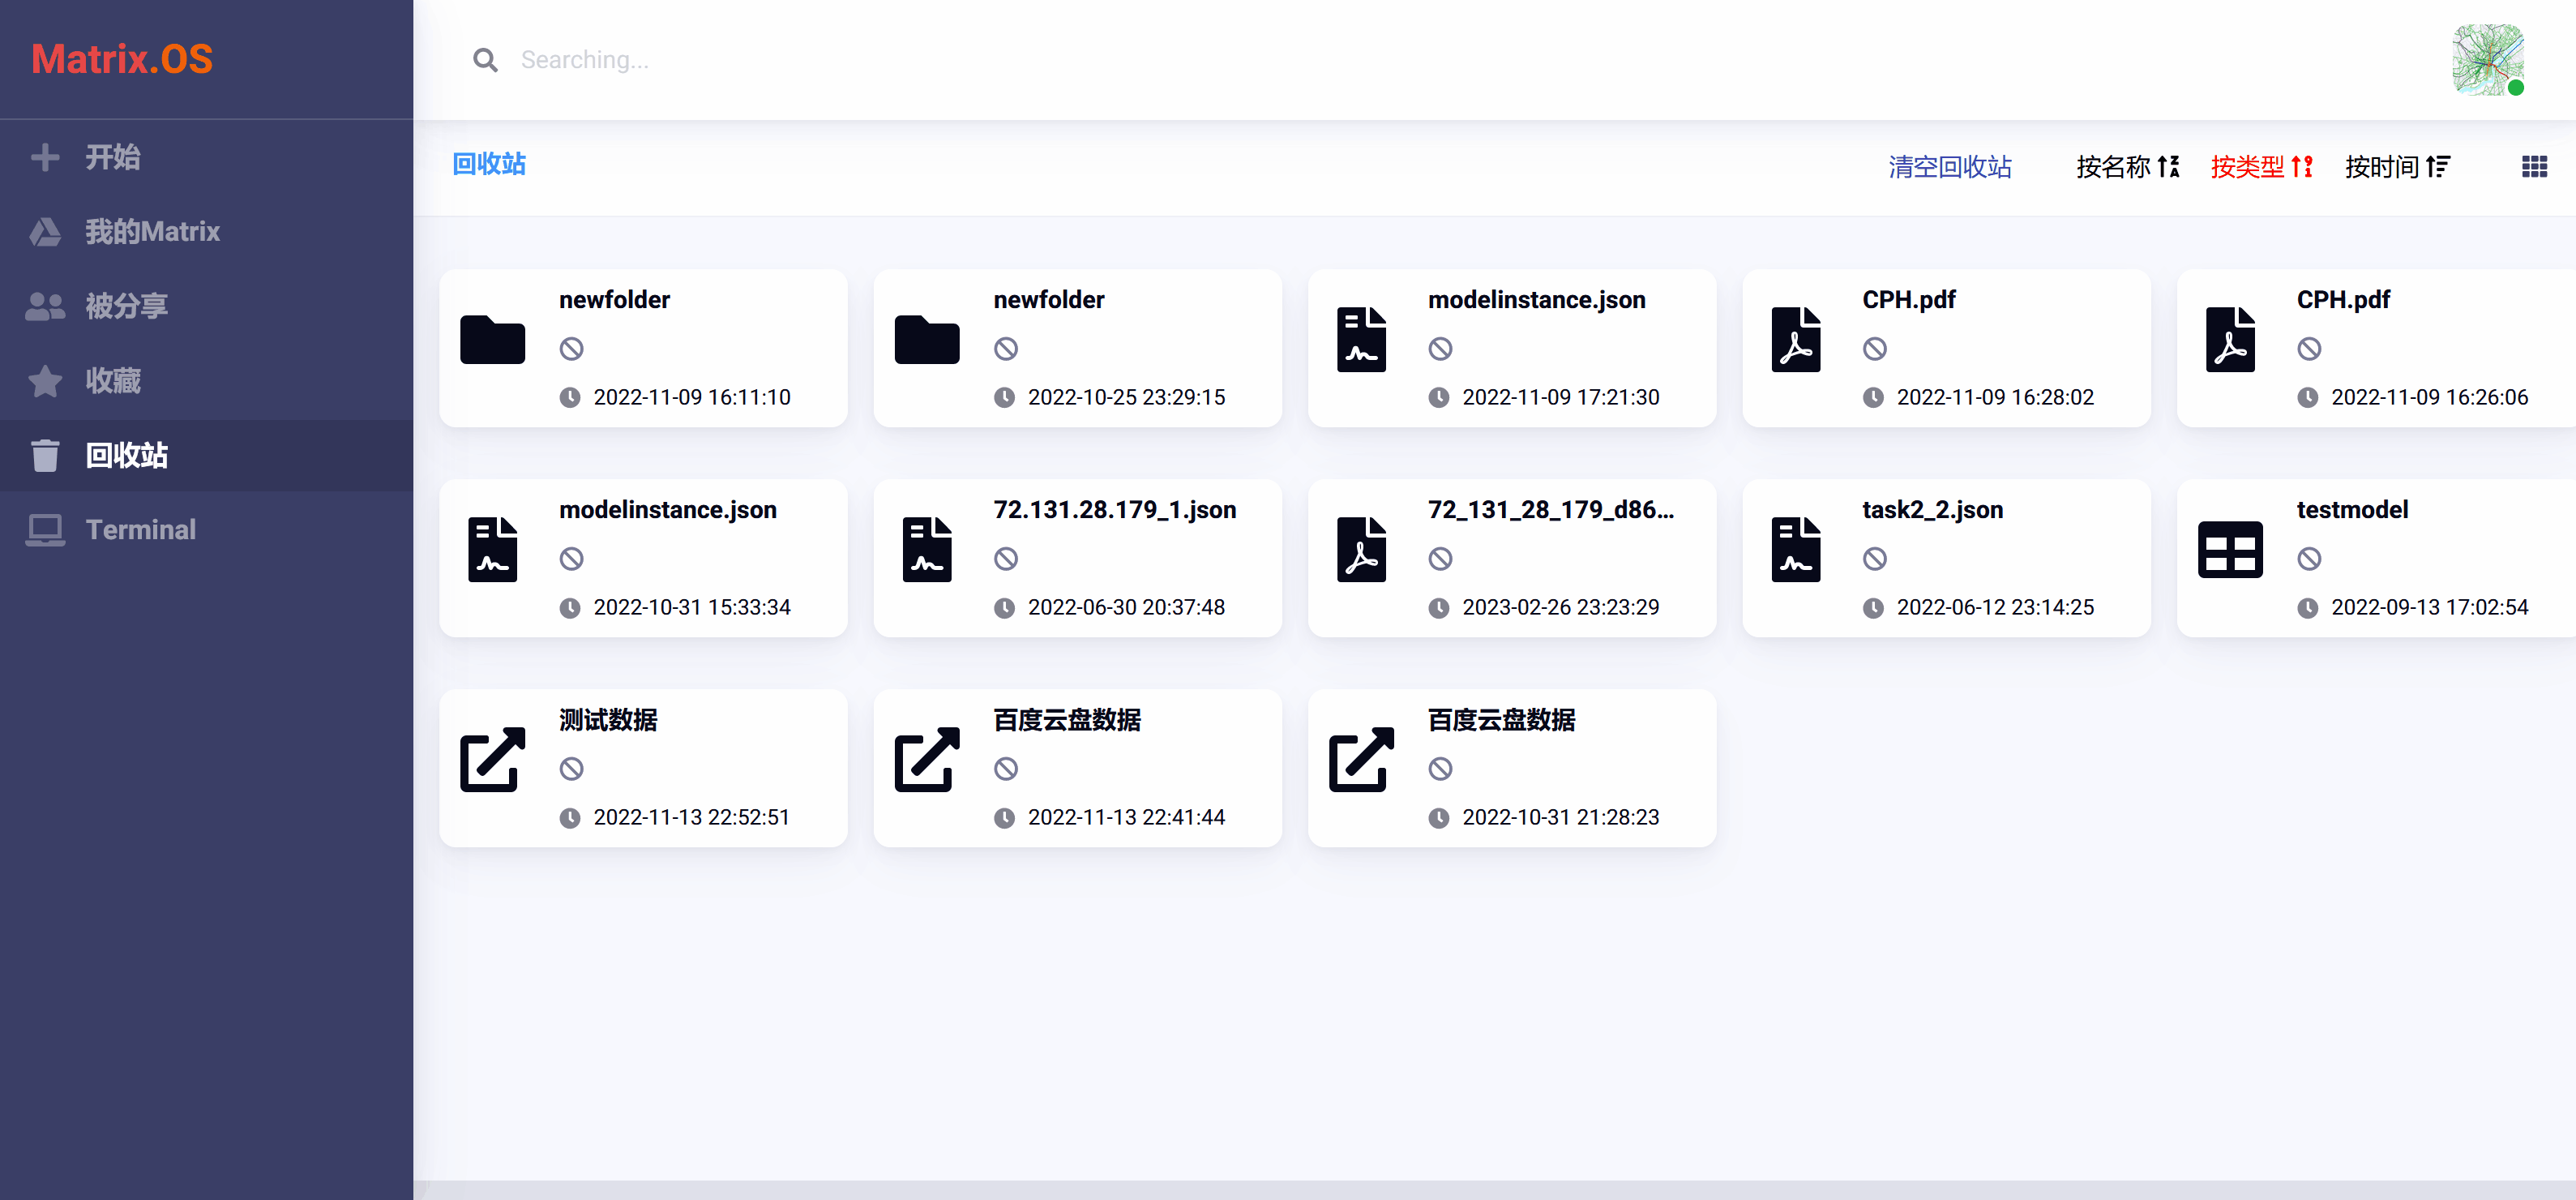 Matrix.OS
Searching...
开始
我的Matrix
被分享
收藏
回收站
Terminal
回收站
清空回收站
按名称
按类型
按时间
newfolder
2022-11-09 16:11:10
newfolder
2022-10-25 23:29:15
modelinstance.json
2022-11-09 17:21:30
CPH.pdf
2022-11-09 16:28:02
CPH.pdf
2022-11-09 16:26:06
modelinstance.json
2022-10-31 15:33:34
72.131.28.179_1.json
2022-06-30 20:37:48
72_131_28_179_d86...
2023-02-26 23:23:29
task2_2.json
2022-06-12 23:14:25
testmodel
2022-09-13 17:02:54
测试数据
2022-11-13 22:52:51
百度云盘数据
2022-11-13 22:41:44
百度云盘数据
2022-10-31 21:28:23